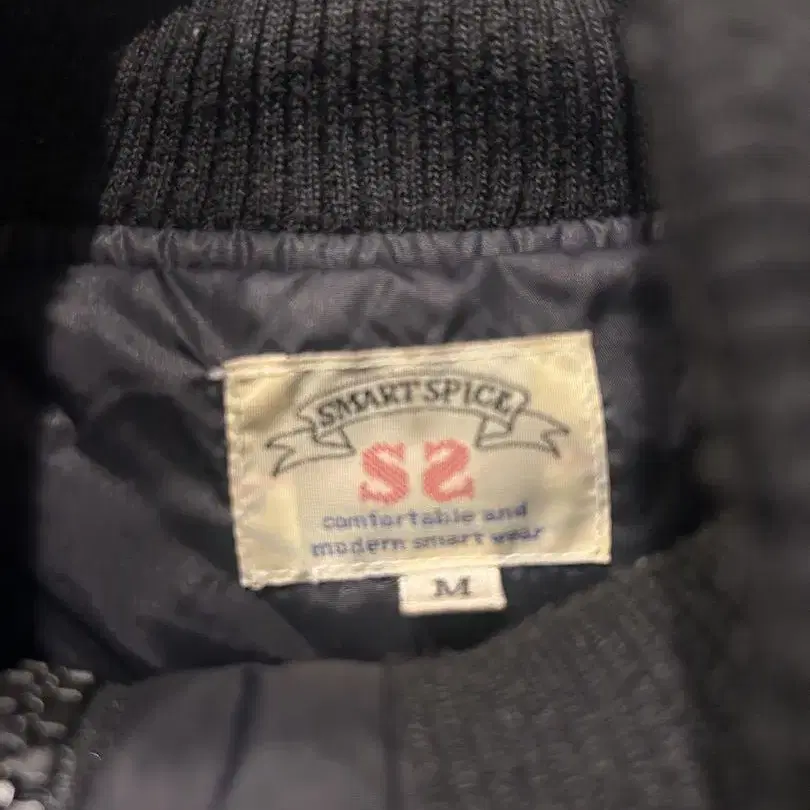 SMART SPICE
SS
comfortable and
modern smart wear
M